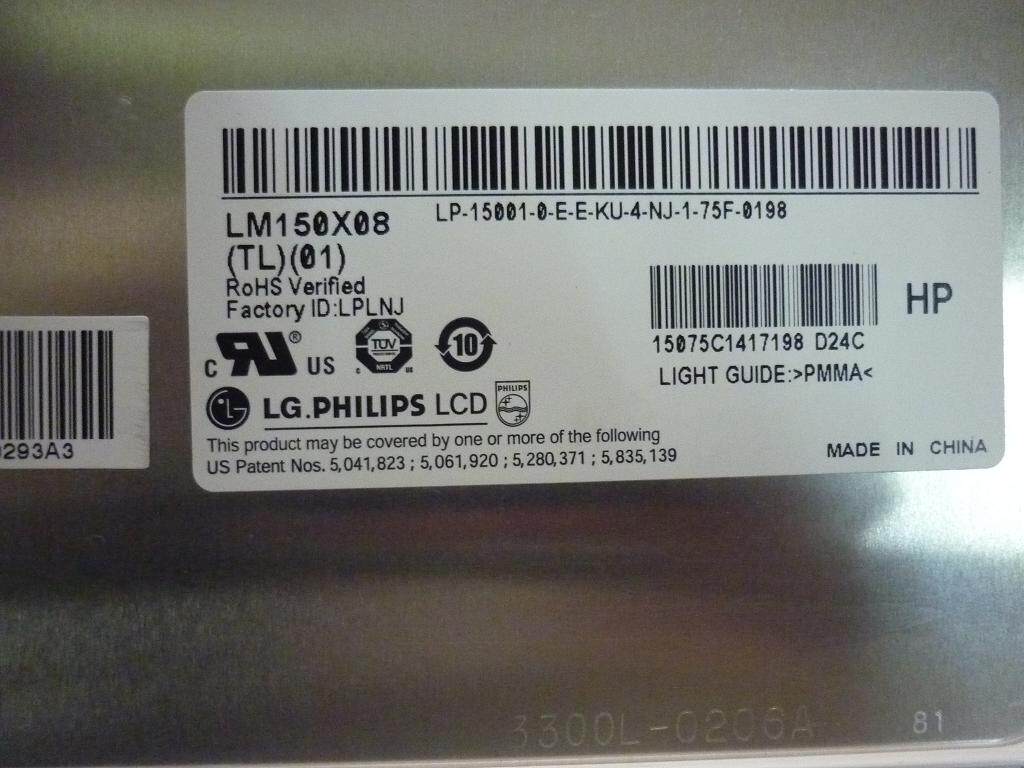 LP-15001-0-E-E-KU-4-NJ-1-75F-0198
LM150X08
(TL)(01)
RoHS Verified
Factory ID:LPLNJ
15075C1417198 D24C
HP
LIGHT GUIDE:>PMMA<
c RU ® US
TUV
NRTL
10
LG.PHILIPS LCD
PHILIPS
This product may be covered by one or more of the following
US Patent Nos. 5,041,823 ; 5,061,920 ; 5,280,371 ; 5,835,139
MADE IN CHINA
0293A3
3300L-0206A
81